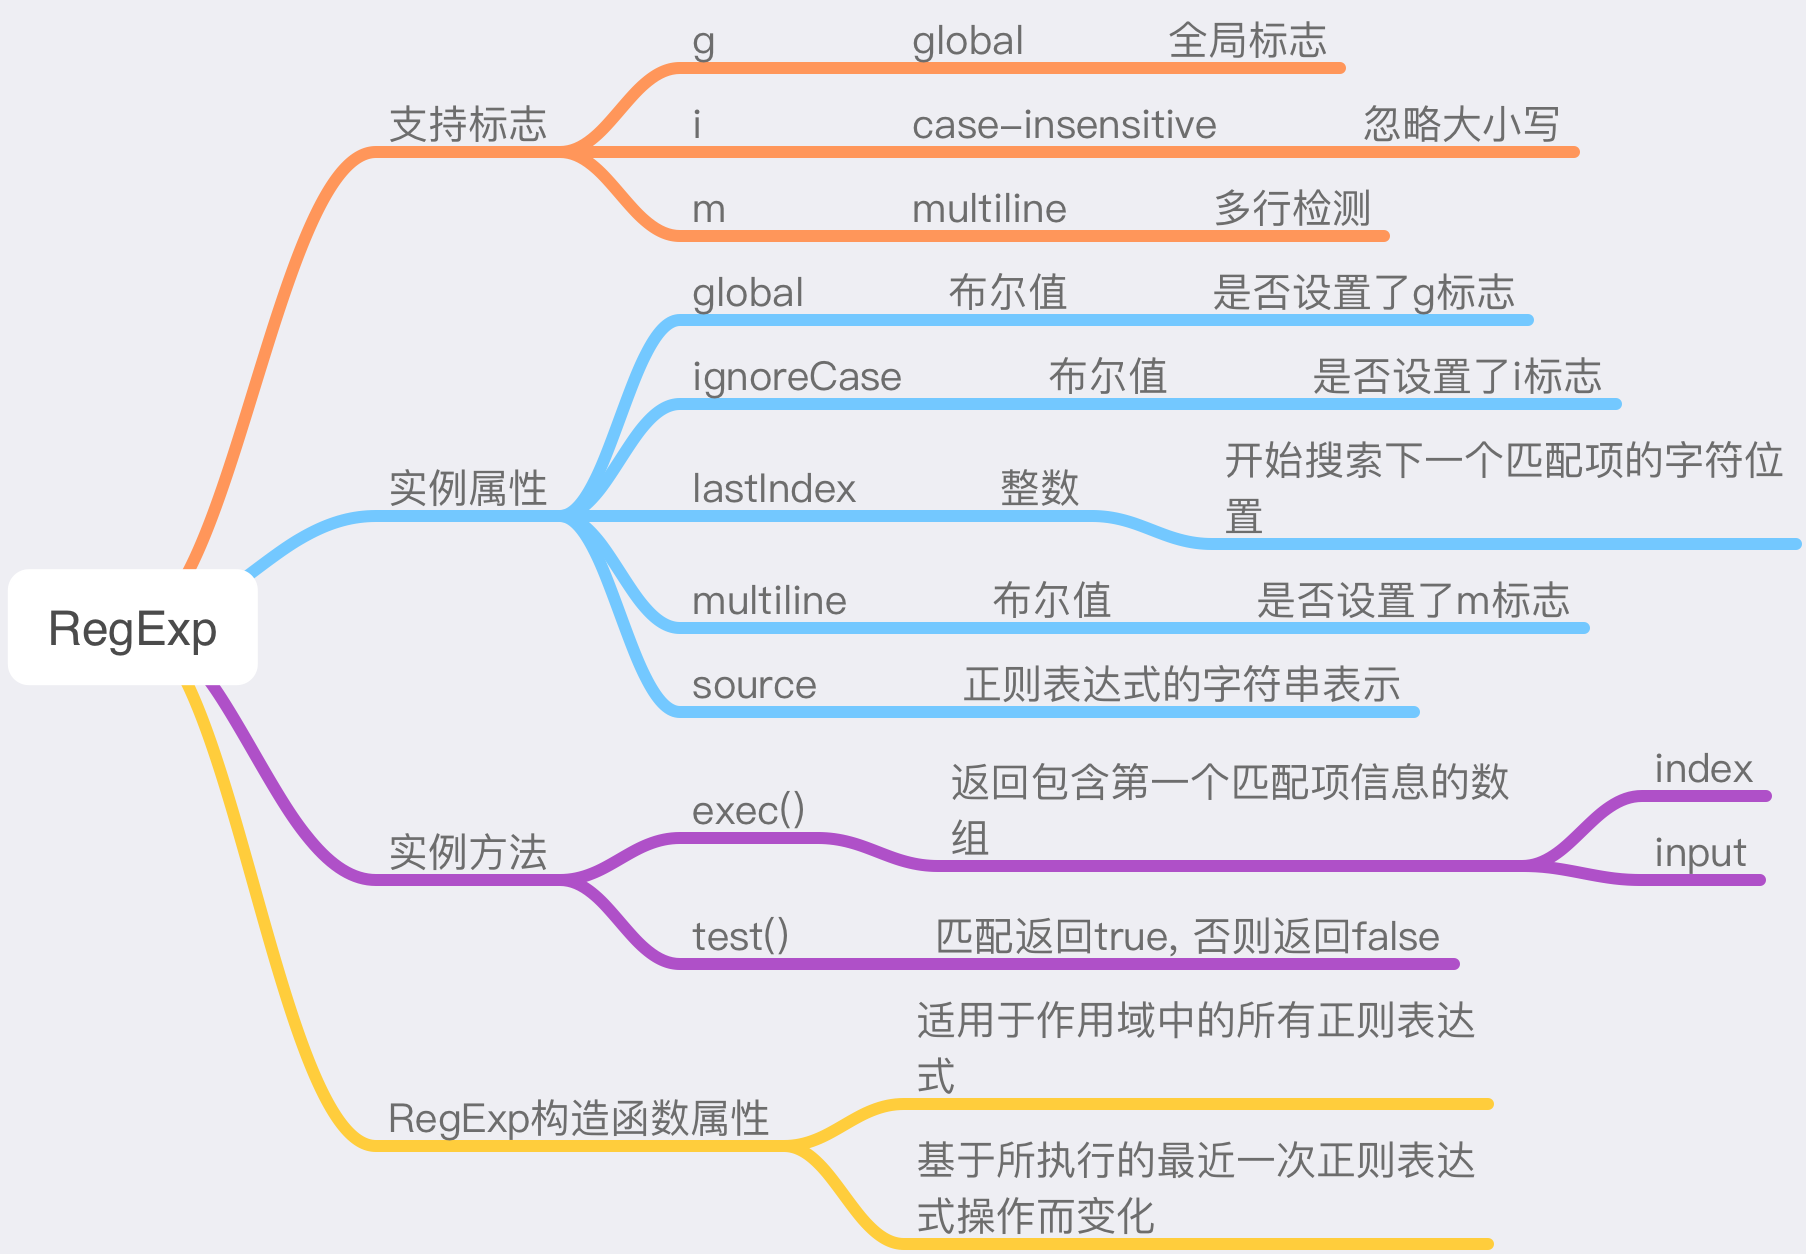 RegExp
支持标志
g global 全局标志
i case-insensitive 忽略大小写
m multiline 多行检测
实例属性
global 布尔值 是否设置了g标志
ignoreCase 布尔值 是否设置了i标志
lastIndex 整数 开始搜索下一个匹配项的字符位
置
multiline 布尔值 是否设置了m标志
source 正则表达式的字符串表示
实例方法
exec() 返回包含第一个匹配项信息的数
组
index
input
test() 匹配返回true, 否则返回false
RegExp构造函数属性
适用于作用域中的所有正则表达
式
基于所执行的最近一次正则表达
式操作而变化